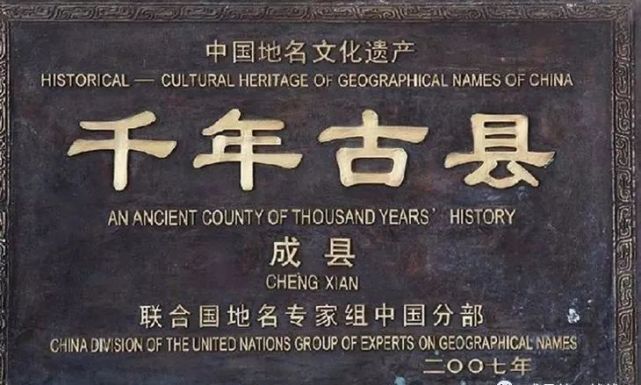 中国地名文化遗产
HISTORICAL — CULTURAL HERITAGE OF GEOGRAPHICAL NAMES OF CHINA
千年古县
AN ANCIENT COUNTY OF THOUSAND YEARS' HISTORY
成县
CHENG XIAN
联合国地名专家组中国分部
CHINA DIVISION OF THE UNITED NATIONS GROUP OF EXPERTS ON GEOGRAPHICAL NAMES
二〇〇七年